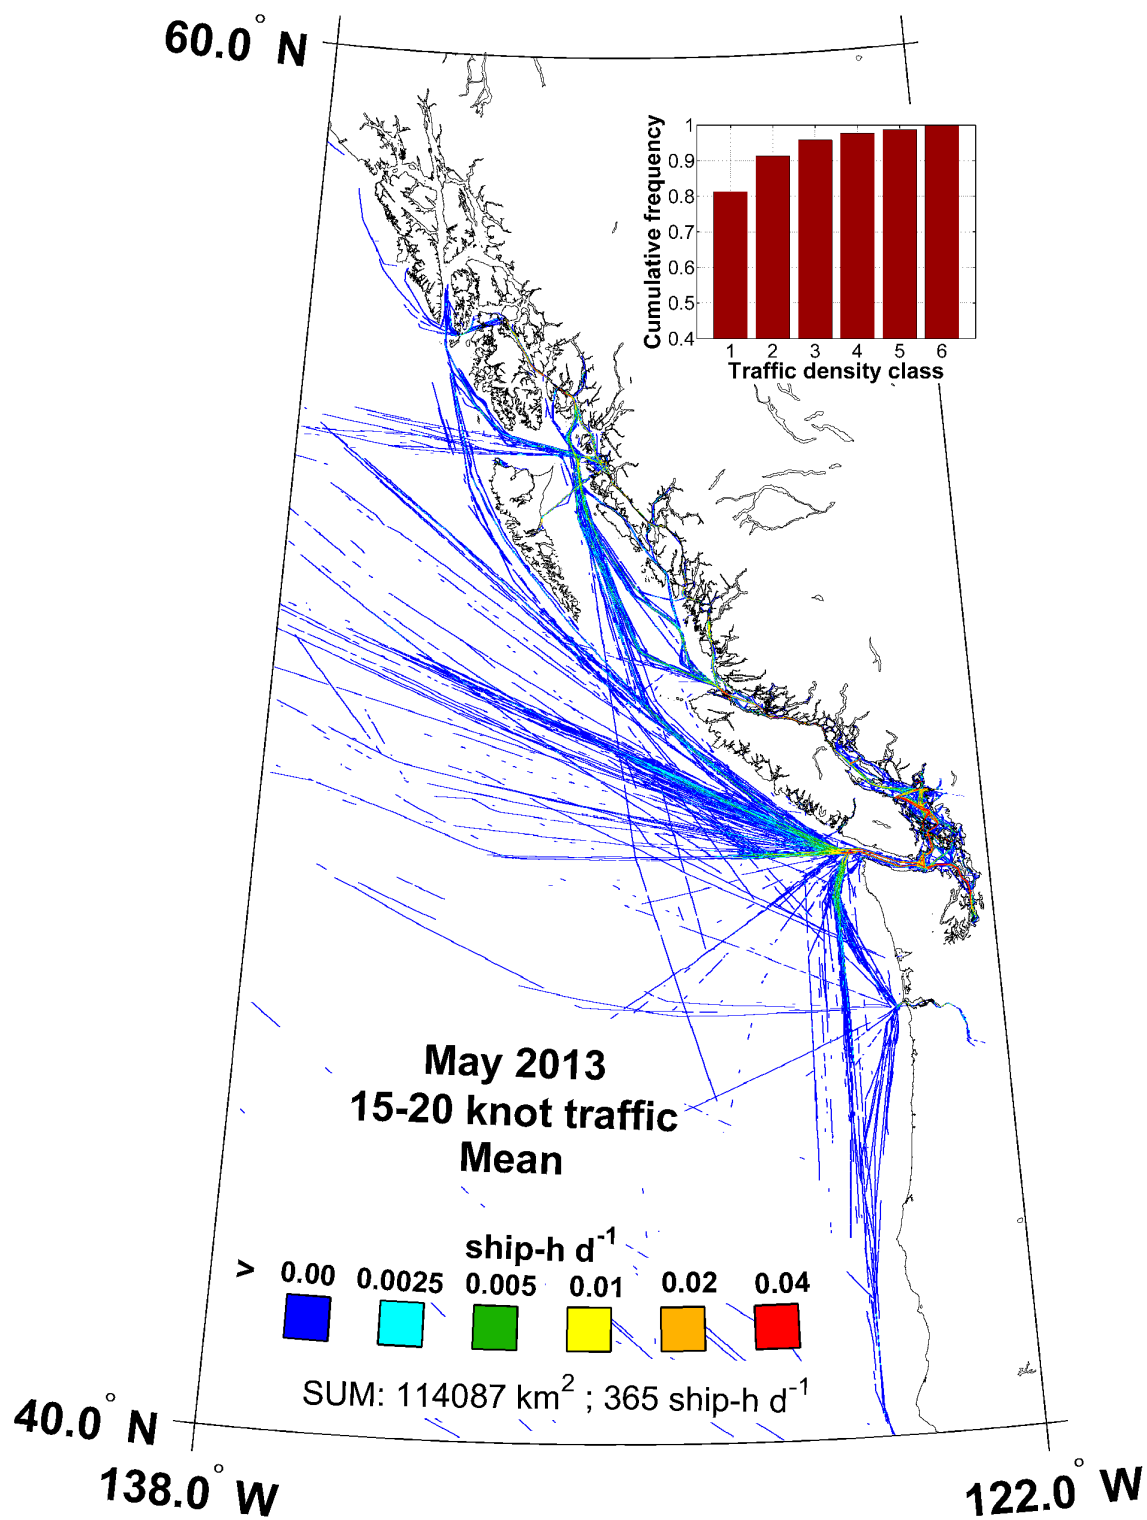 60.0° N
Cumulative frequency
1
0.9
0.8
0.7
0.6
0.5
0.4
1 2 3 4 5 6
Traffic density class
May 2013
15-20 knot traffic
Mean
ship-h d⁻¹
> 0.00 0.0025 0.005 0.01 0.02 0.04
SUM: 114087 km² ; 365 ship-h d⁻¹
40.0° N
138.0° W
122.0° W